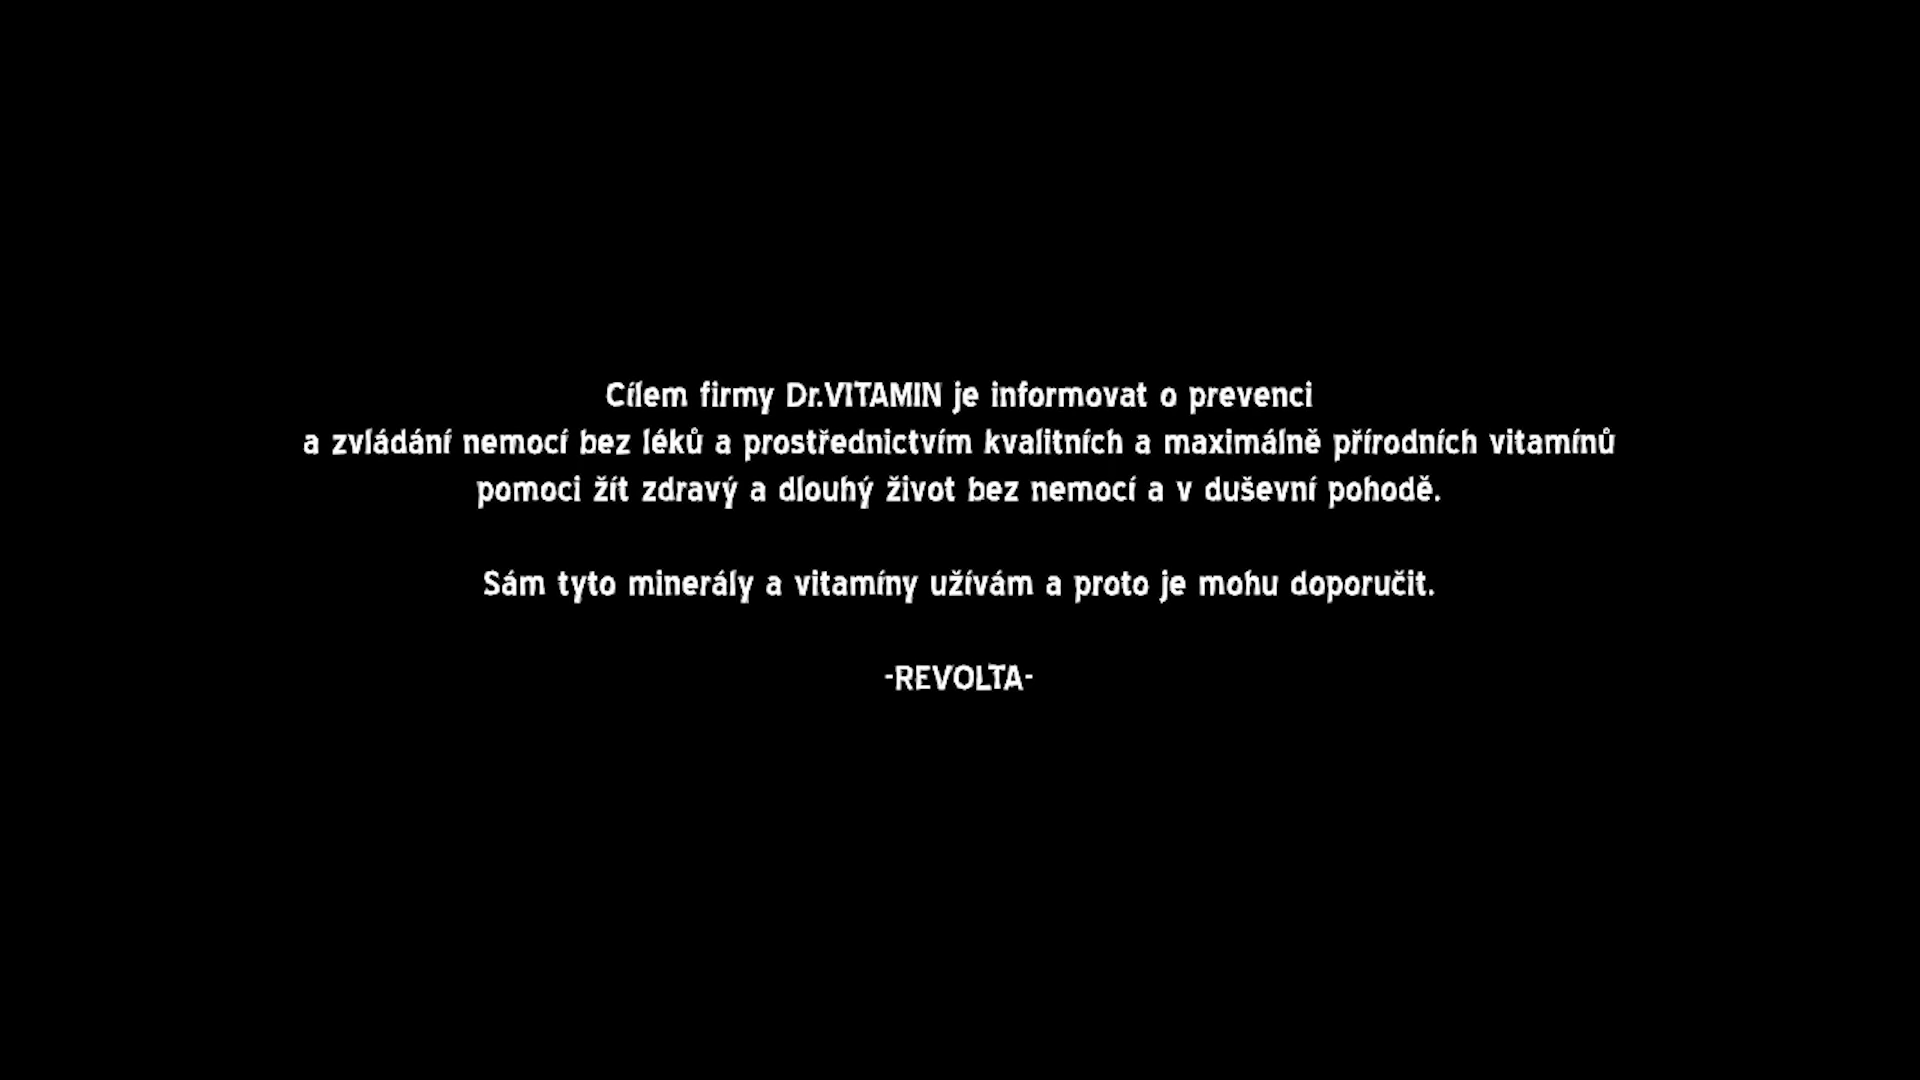 Cílem firmy Dr.VITAMIN je informovat o prevenci
a zvládání nemocí bez léků a prostřednictvím kvalitních a maximálně přírodních vitamínů
pomoci žít zdravý a dlouhý život bez nemocí a v duševní pohodě.
Sám tyto minerály a vitamíny užívám a proto je mohu doporučit.
-REVOLTA-